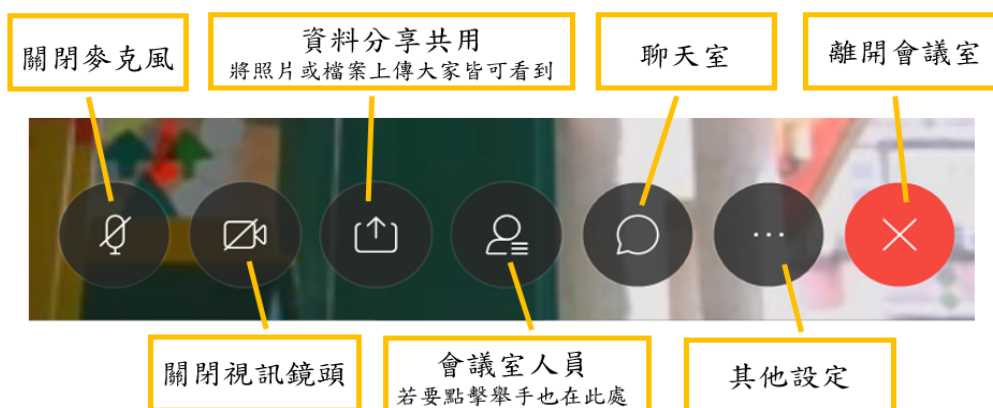 關閉麥克風
資料分享共用
將照片或檔案上傳大家皆可看到
聊天室
離開會議室
關閉視訊鏡頭
會議室人員
若要點擊舉手也在此處
其他設定